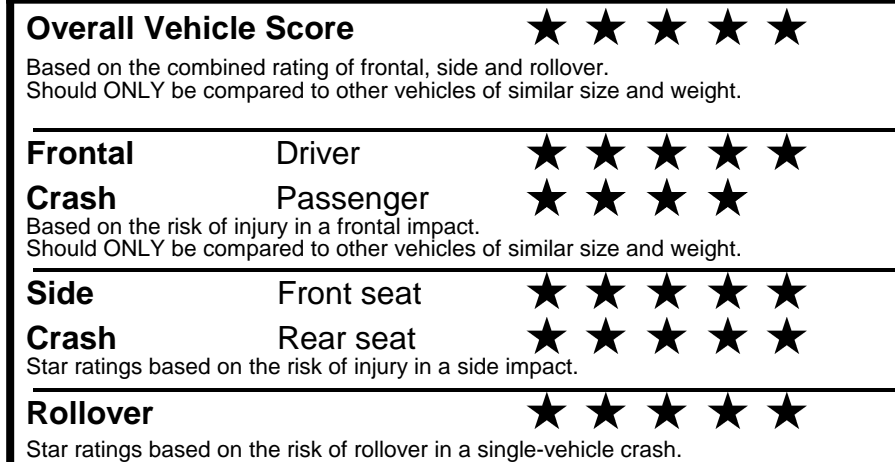 Overall Vehicle Score ★ ★ ★ ★ ★
Based on the combined rating of frontal, side and rollover.
Should ONLY be compared to other vehicles of similar size and weight.
Frontal Driver ★ ★ ★ ★ ★
Crash Passenger ★ ★ ★ ★
Based on the risk of injury in a frontal impact.
Should ONLY be compared to other vehicles of similar size and weight.
Side Front seat ★ ★ ★ ★ ★
Crash Rear seat ★ ★ ★ ★ ★
Star ratings based on the risk of injury in a side impact.
Rollover ★ ★ ★ ★ ★
Star ratings based on the risk of rollover in a single-vehicle crash.